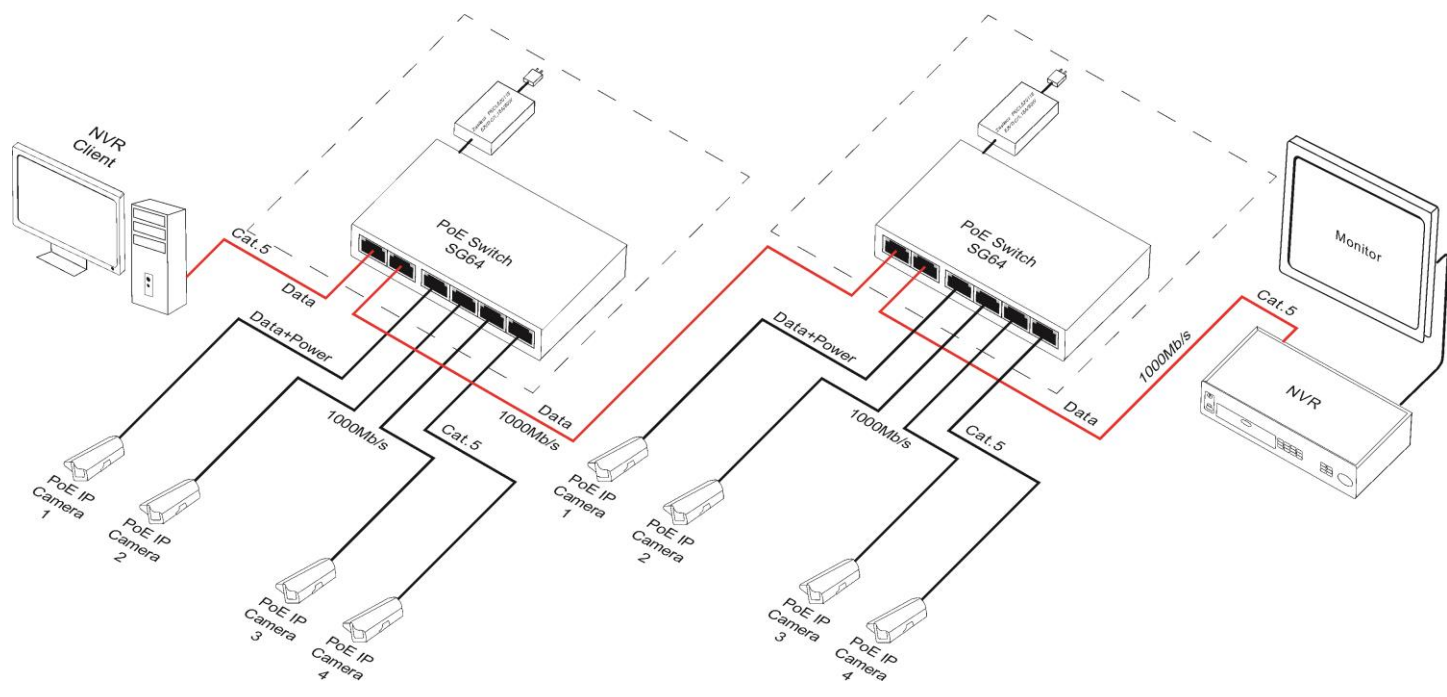 NVR
Client
Cat.5
Data
PoE Switch
SG64
Data+Power
1000Mb/s
Cat.5
Data
1000Mb/s
PoE IP
Camera
1
PoE IP
Camera
2
PoE IP
Camera
3
PoE IP
Camera
4
PoE Switch
SG64
Data+Power
1000Mb/s
Cat.5
Data
1000Mb/s
Cat.5
PoE IP
Camera
1
PoE IP
Camera
2
PoE IP
Camera
3
PoE IP
Camera
4
Monitor
NVR